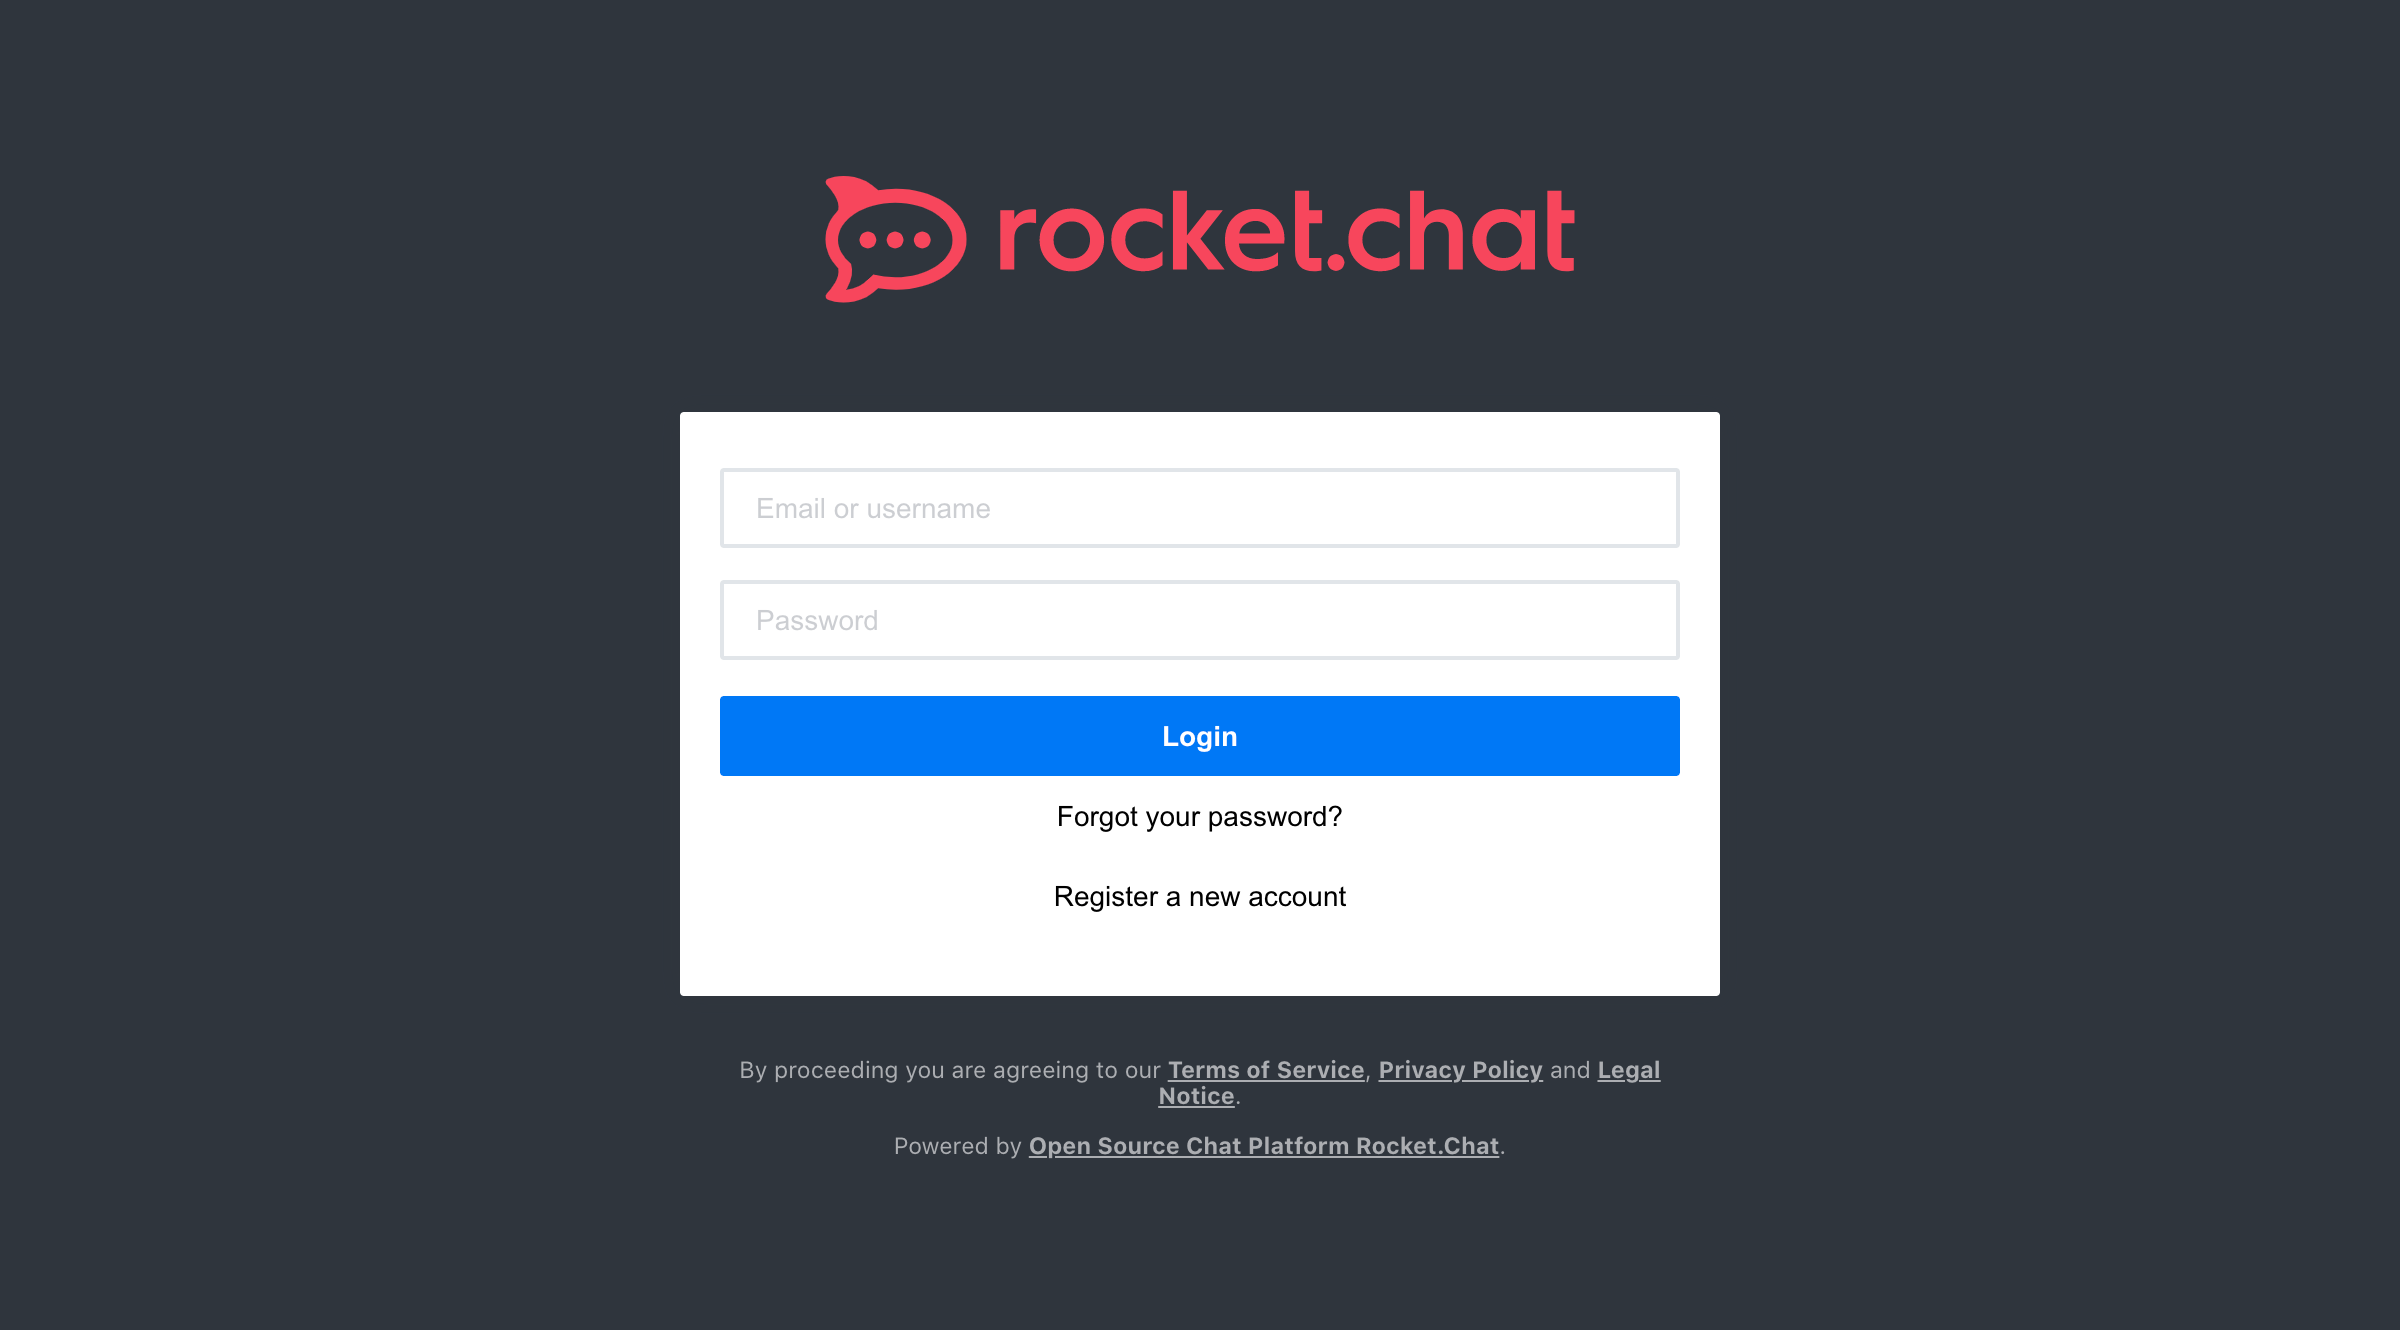 rocket.chat
Email or username
Password
Login
Forgot your password?
Register a new account
By proceeding you are agreeing to our Terms of Service, Privacy Policy and Legal
Notice.
Powered by Open Source Chat Platform Rocket.Chat.